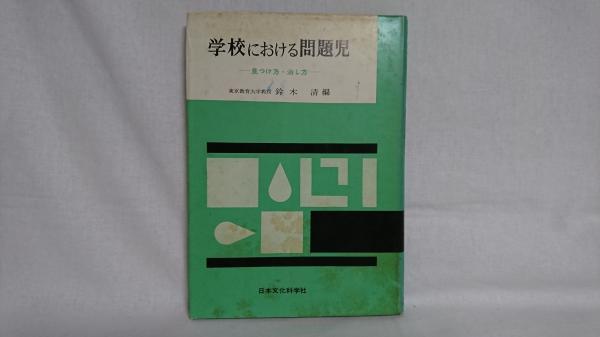 学校における問題児
―見つけ方・治し方―
東京教育大学教授 鈴木 清編
日本文化科学社